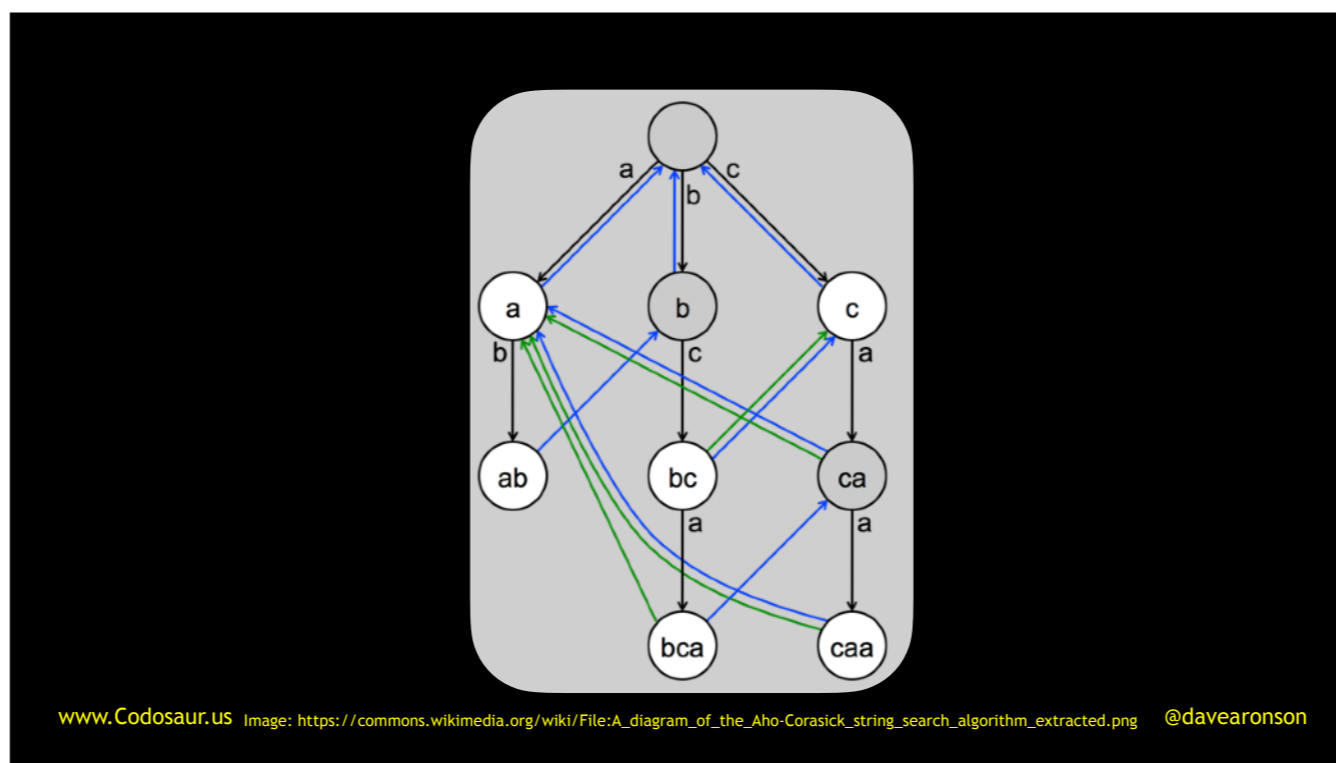 a
c
b
a
b
c
b
c
a
ab
bc
ca
a
a
bca
caa
www.Codosaur.us
Image: https://commons.wikimedia.org/wiki/File:A_diagram_of_the_Aho-Corasick_string_search_algorithm_extracted.png
@davearonson